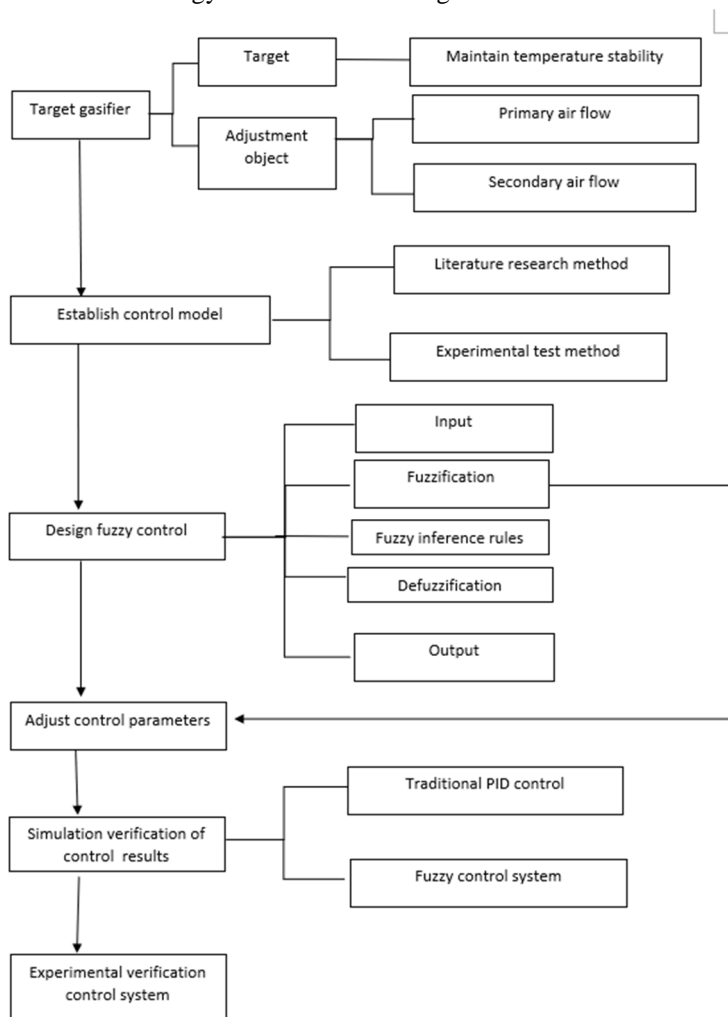 Target
Maintain temperature stability
Target gasifier
Primary air flow
Adjustment
object
Secondary air flow
Literature research method
Establish control model
Experimental test method
Input
Fuzzification
Design fuzzy control
Fuzzy inference rules
Defuzzification
Output
Adjust control parameters
Traditional PID control
Simulation verification of
control results
Fuzzy control system
Experimental verification
control system